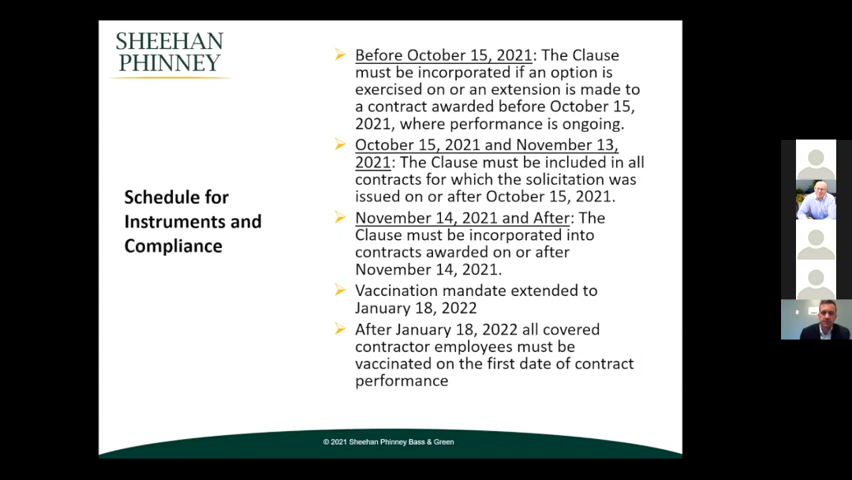 SHEEHAN
PHINNEY
Schedule for
Instruments and
Compliance
Before October 15, 2021: The Clause
must be incorporated if an option is
exercised on or an extension is made to
a contract awarded before October 15,
2021, where performance is ongoing.
October 15, 2021 and November 13,
2021: The Clause must be included in all
contracts for which the solicitation was
issued on or after October 15, 2021.
November 14, 2021 and After: The
Clause must be incorporated into
contracts awarded on or after
November 14, 2021.
Vaccination mandate extended to
January 18, 2022
After January 18, 2022 all covered
contractor employees must be
vaccinated on the first date of contract
performance
© 2021 Sheehan Phinney Bass & Green